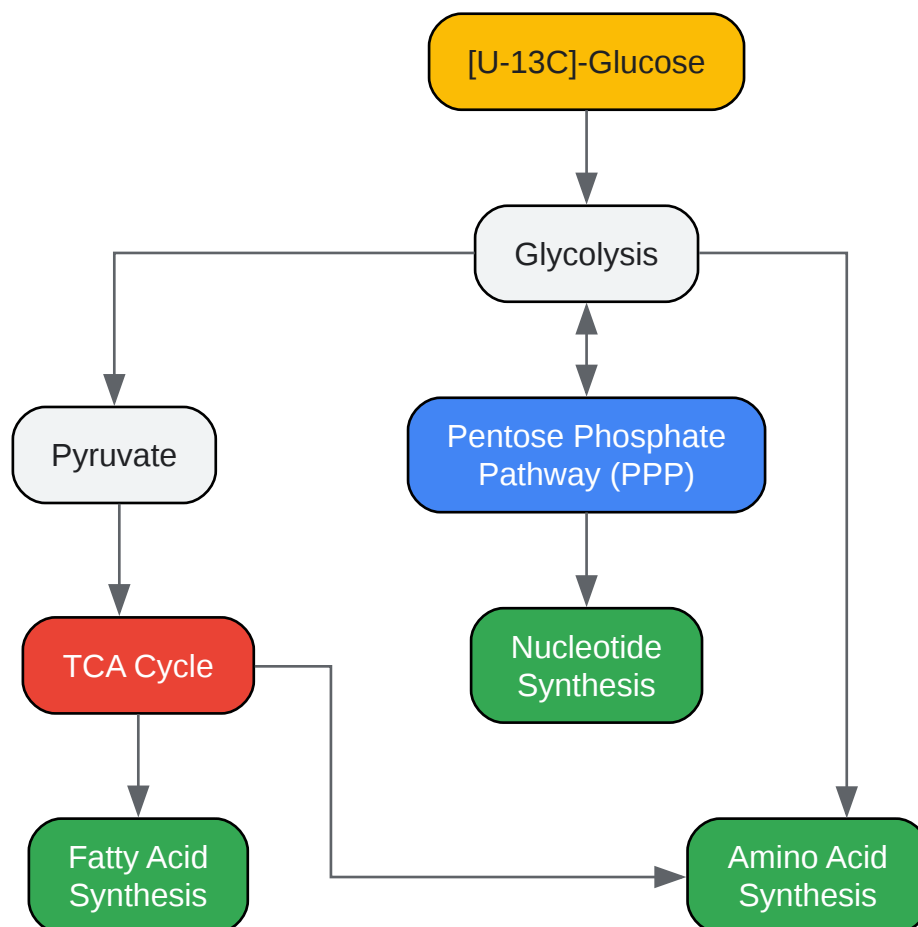 [U-13C]-Glucose
Glycolysis
Pyruvate
Pentose Phosphate
Pathway (PPP)
TCA Cycle
Nucleotide
Synthesis
Fatty Acid
Synthesis
Amino Acid
Synthesis